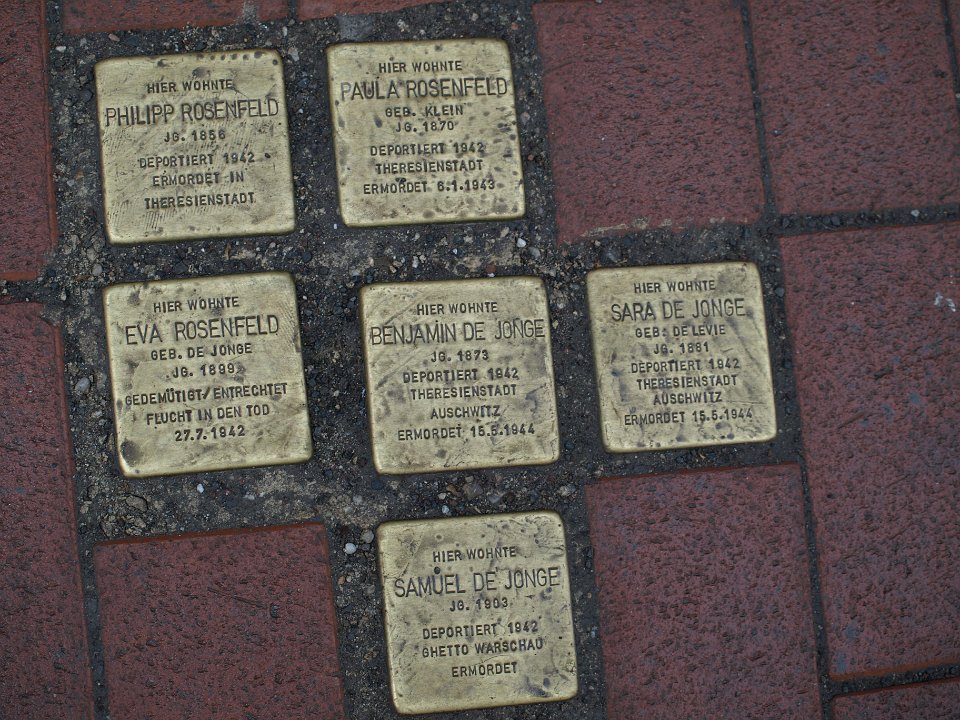 HIER WOHNTE
PHILIPP ROSENFELD
JG. 1856
DEPORTIERT 1942
ERMORDET IN
THERESIENSTADT
HIER WOHNTE
PAULA ROSENFELD
GEB. KLEIN
JG. 1870
DEPORTIERT 1942
THERESIENSTADT
ERMORDET 6.1.1943
HIER WOHNTE
EVA ROSENFELD
GEB. DE JONGE
JG. 1899
GEDEMÜTIGT/ENTRECHTET
FLUCHT IN DEN TOD
27.7.1942
HIER WOHNTE
BENJAMIN DE JONGE
JG. 1873
DEPORTIERT 1942
THERESIENSTADT
AUSCHWITZ
ERMORDET 15.5.1944
HIER WOHNTE
SARA DE JONGE
GEB. DE LEVIE
JG. 1881
DEPORTIERT 1942
THERESIENSTADT
AUSCHWITZ
ERMORDET 15.5.1944
HIER WOHNTE
SAMUEL DE JONGE
JG. 1903
DEPORTIERT 1942
GHETTO WARSCHAU
ERMORDET